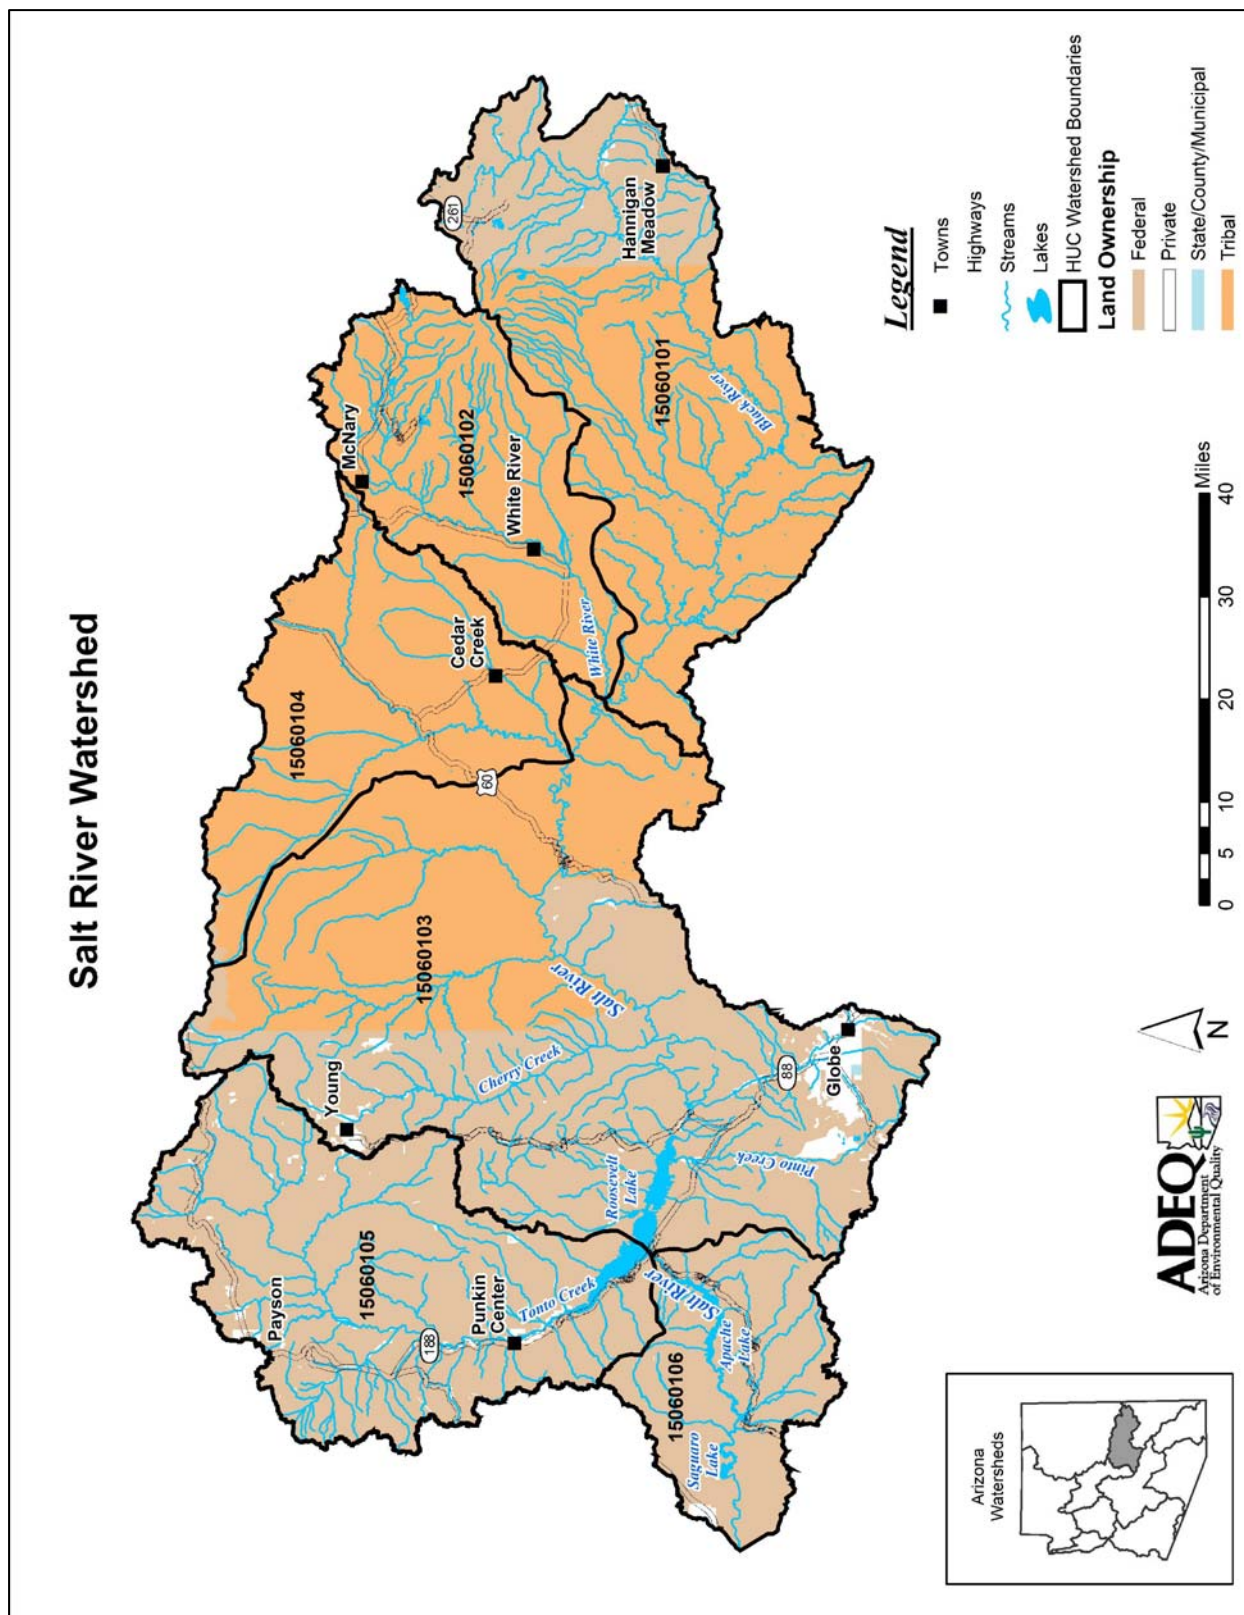 Salt River Watershed
Payson
188
15060105
Punkin
Center
Tonto Creek
Young
Cherry Creek
Roosevelt
Lake
Salt River
Apache
Lake
Saguaro
Lake
15060106
Pinto Creek
88
Globe
15060103
Salt River
60
15060104
Cedar
Creek
McNary
15060102
White River
White River
261
Hannigan
Meadow
15060101
Black River
Arizona
Watersheds
ADEQ
Arizona Department
of Environmental Quality
N
0 5 10 20 30 40
Miles
Legend
Towns
Highways
Streams
Lakes
HUC Watershed Boundaries
Land Ownership
Federal
Private
State/County/Municipal
Tribal